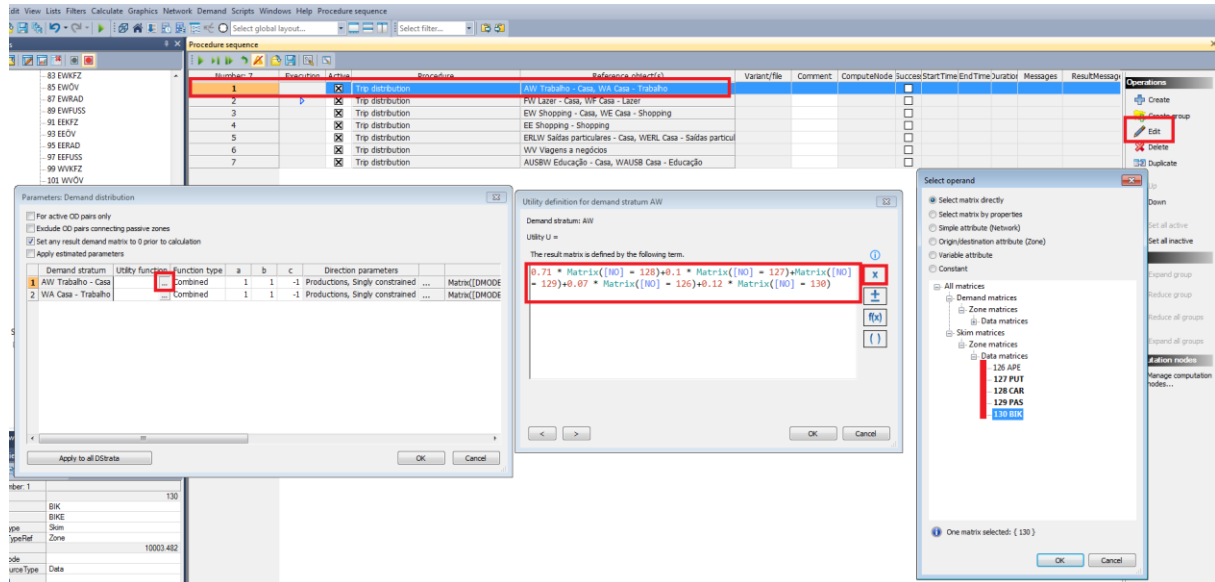 Edit View Lists Filters Calculate Graphics Network Demand Scripts Windows Help Procedure sequence
Select global layout... Select filter...
Procedure sequence
83 EWKFZ
85 EWÖV
87 EWRAD
89 EWFUSS
91 EEKFZ
93 EEÖV
95 EERAD
97 EEFUSS
99 WVKFZ
101 WVÖV
Number: 7 Execution Active Procedure Reference object(s) Variant/file Comment ComputeNode Success StartTime EndTime Duration Messages ResultMessag
1 Trip distribution AW Trabalho - Casa, WA Casa - Trabalho
2 Trip distribution FW Lazer - Casa, WF Casa - Lazer
3 Trip distribution EW Shopping - Casa, WE Casa - Shopping
4 Trip distribution EE Shopping - Shopping
5 Trip distribution ERLW Saídas particulares - Casa, WERL Casa - Saídas particul
6 Trip distribution WV Viagens a negócios
7 Trip distribution AUSBW Educação - Casa, WAUSB Casa - Educação
Operations
Create
Create group
Edit
Delete
Duplicate
Up
Down
Set all active
Set all inactive
Expand group
Reduce group
Reduce all groups
Expand all groups
Manage computation
nodes...
Parameters: Demand distribution
For active OD pairs only
Exclude OD pairs connecting passive zones
Set any result demand matrix to 0 prior to calculation
Apply estimated parameters
Demand stratum Utility function Function type a b c Direction parameters
1 AW Trabalho - Casa ... Combined 1 1 -1 Productions, Singly constrained ... Matrix([DMODE
2 WA Casa - Trabalho ... Combined 1 1 -1 Productions, Singly constrained ... Matrix([DMODE
Apply to all DStrata OK Cancel
Utility definition for demand stratum AW
Demand stratum: AW
Utility U =
The result matrix is defined by the following term.
0.71 * Matrix([NO] = 128)+0.1 * Matrix([NO] = 127)+Matrix([NO]
= 129)+0.07 * Matrix([NO] = 126)+0.12 * Matrix([NO] = 130)
x
±
f(x)
( )
< > OK Cancel
Select operand
Select matrix directly
Select matrix by properties
Simple attribute (Network)
Origin/destination attribute (Zone)
Variable attribute
Constant
All matrices
Demand matrices
Zone matrices
Data matrices
Skim matrices
Zone matrices
Data matrices
126 APE
127 PUT
128 CAR
129 PAS
130 BIK
One matrix selected: { 130 }
OK Cancel
130
BIK
BIKE
Skim
Zone
10003.482
Data